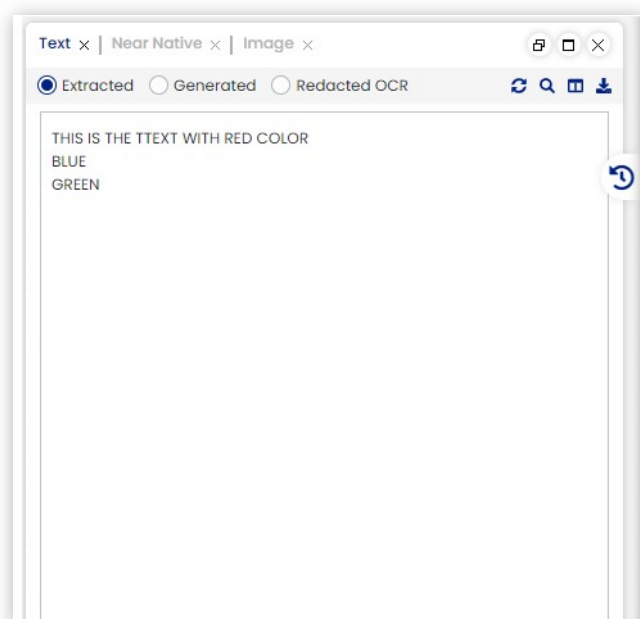 Text × | Near Native × | Image ×
Extracted Generated Redacted OCR
THIS IS THE TTEXT WITH RED COLOR
BLUE
GREEN